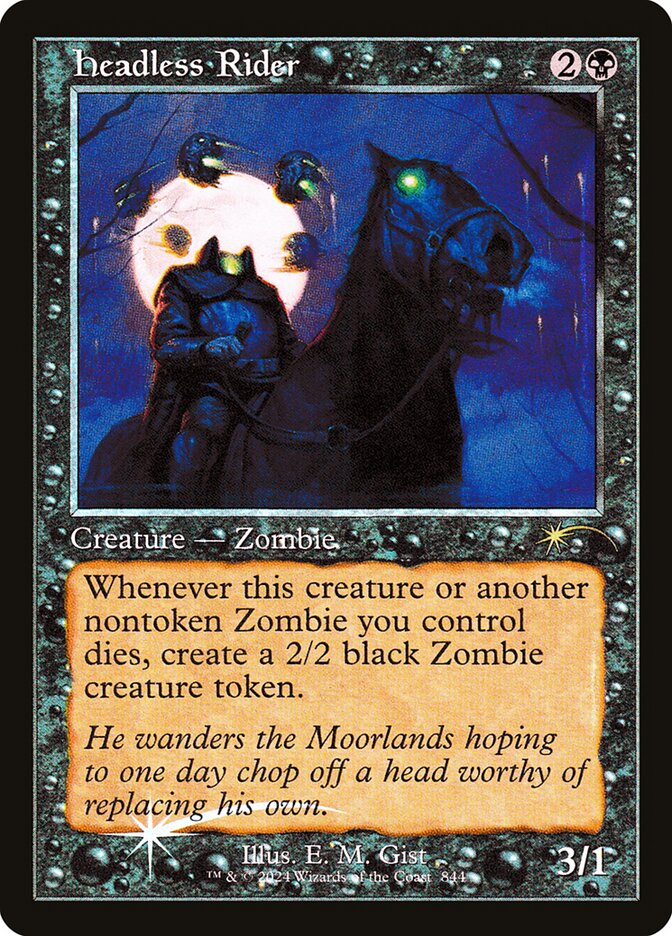 Headless Rider
2
Creature — Zombie
Whenever this creature or another
nontoken Zombie you control
dies, create a 2/2 black Zombie
creature token.
He wanders the Moorlands hoping
to one day chop off a head worthy of
replacing his own.
Illus. E. M. Gist
3/1
™ & © 2024 Wizards of the Coast 844